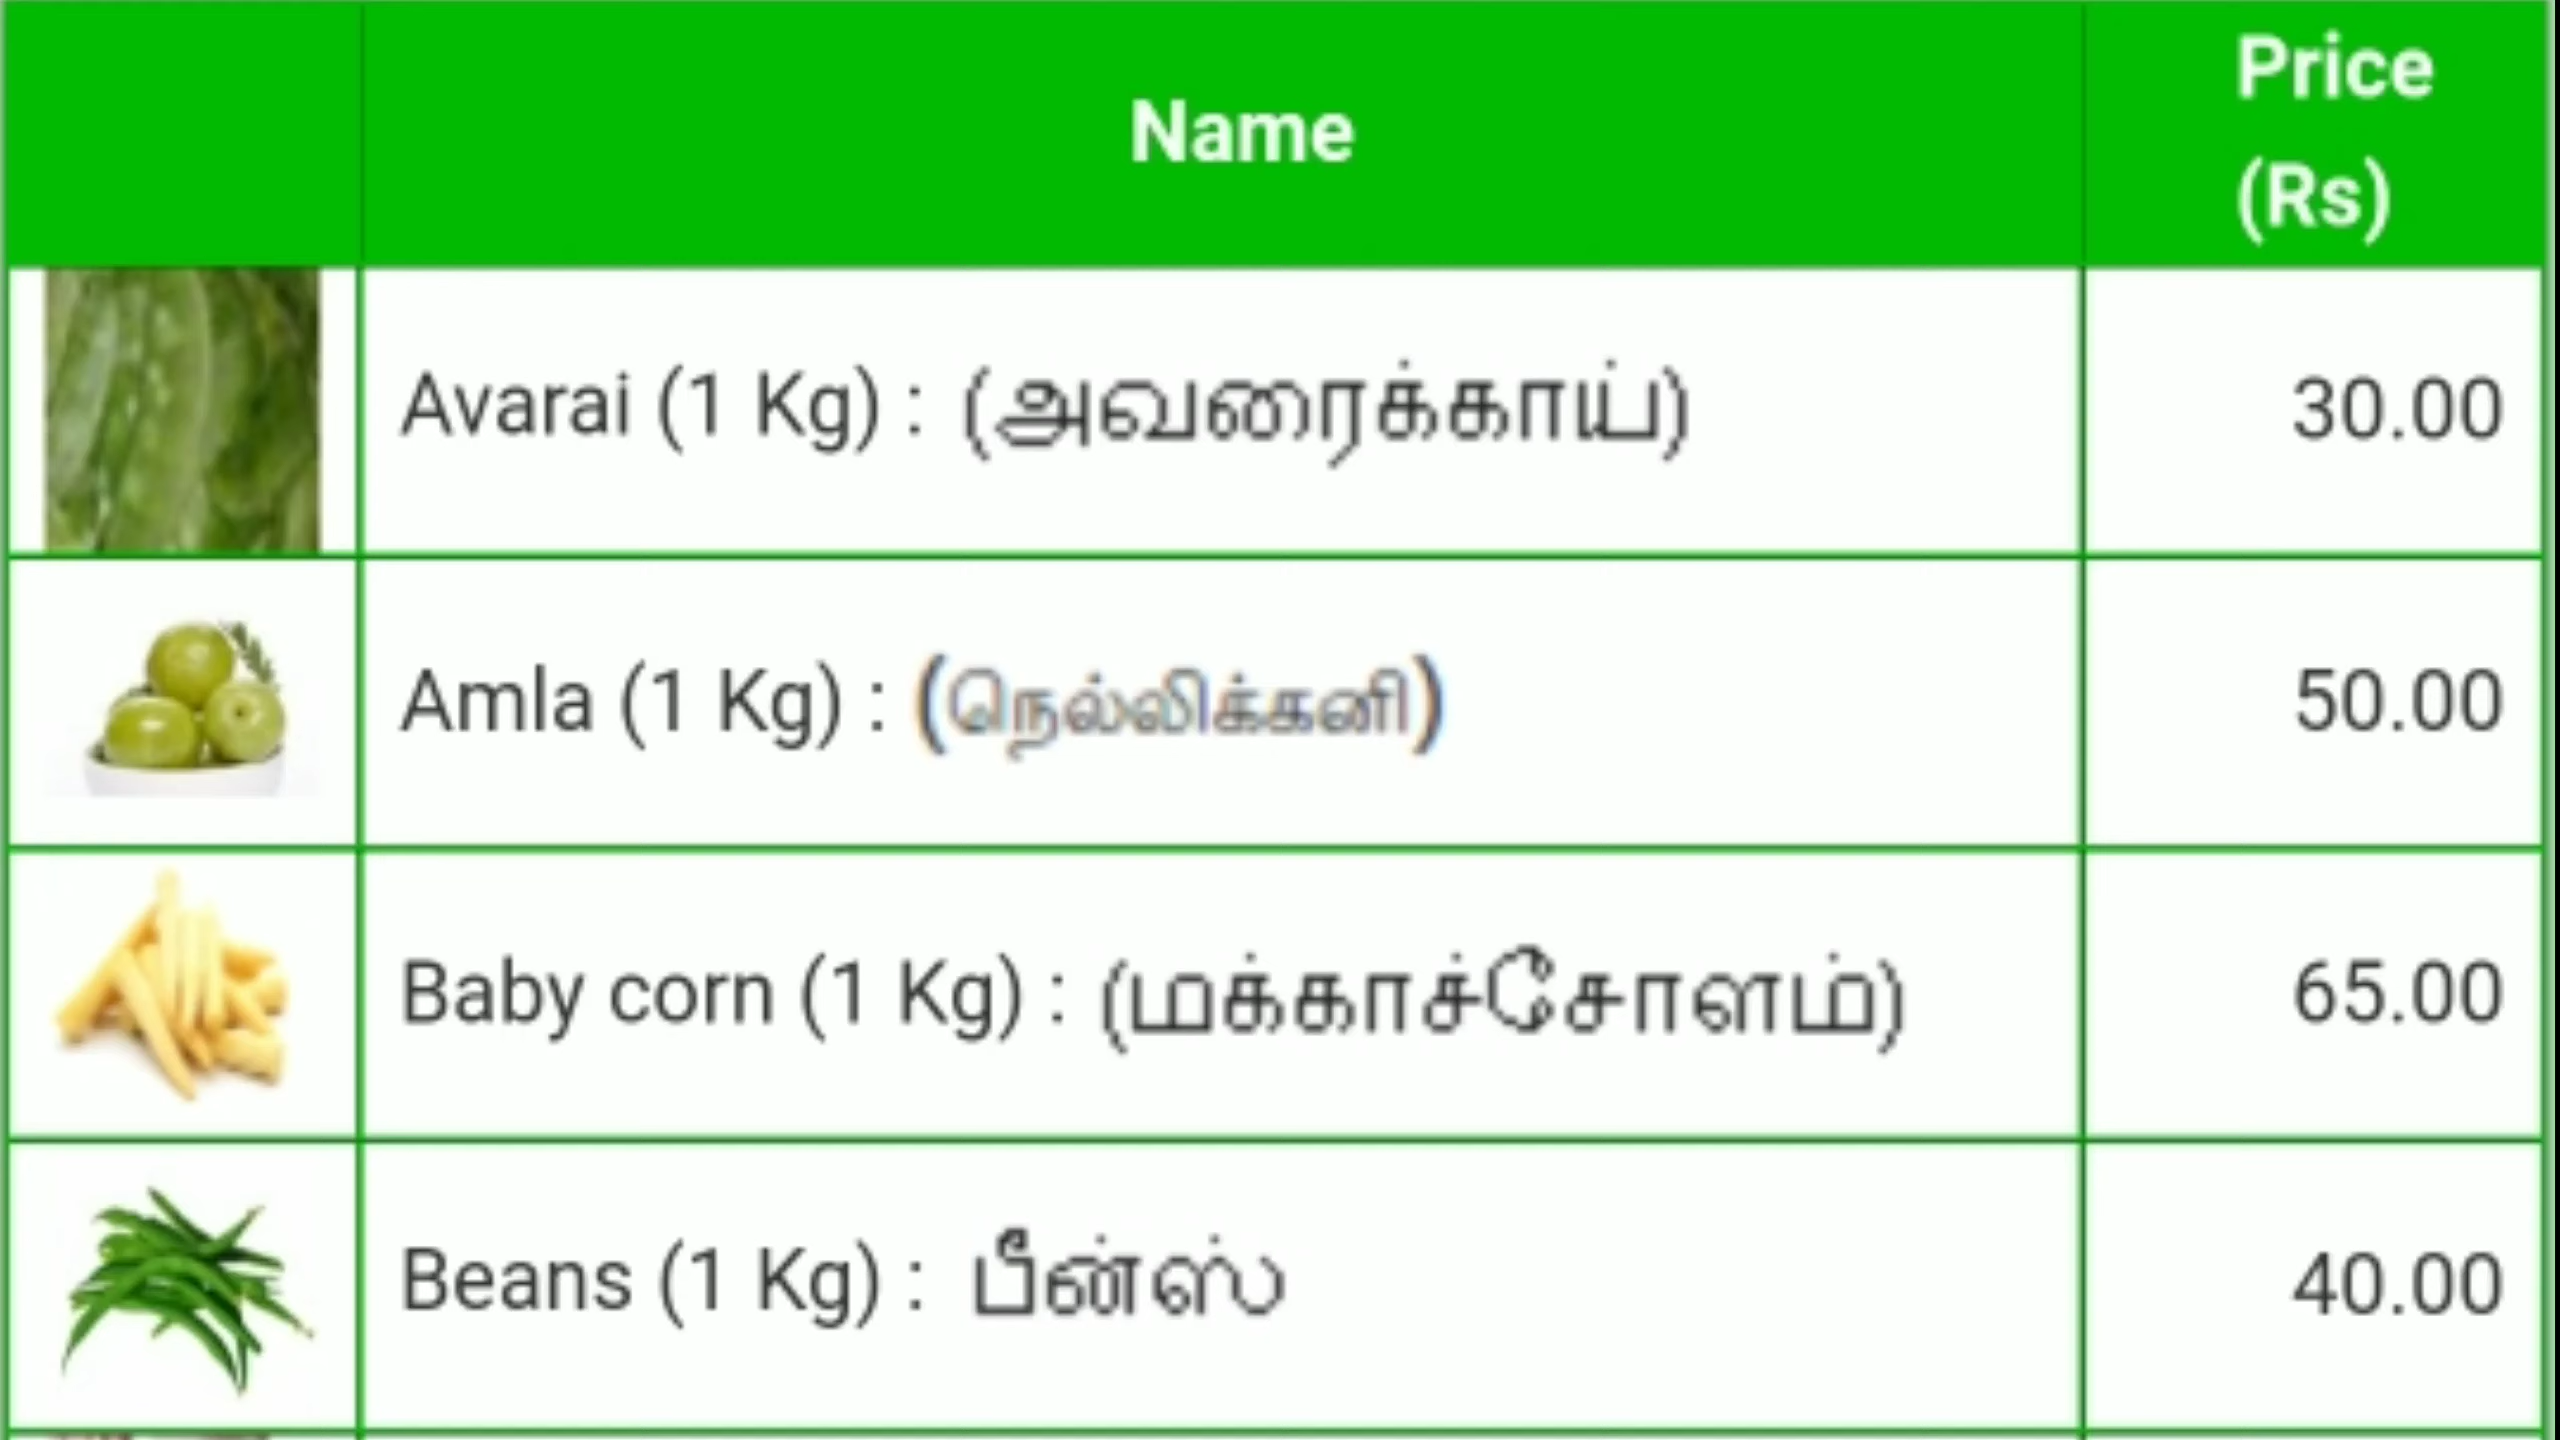 Name
Price
(Rs)
Avarai (1 Kg) : (அவரைக்காய்) 30.00
Amla (1 Kg) : (நெல்லிக்கனி) 50.00
Baby corn (1 Kg) : (மக்காச்சோளம்) 65.00
Beans (1 Kg) : பீன்ஸ் 40.00